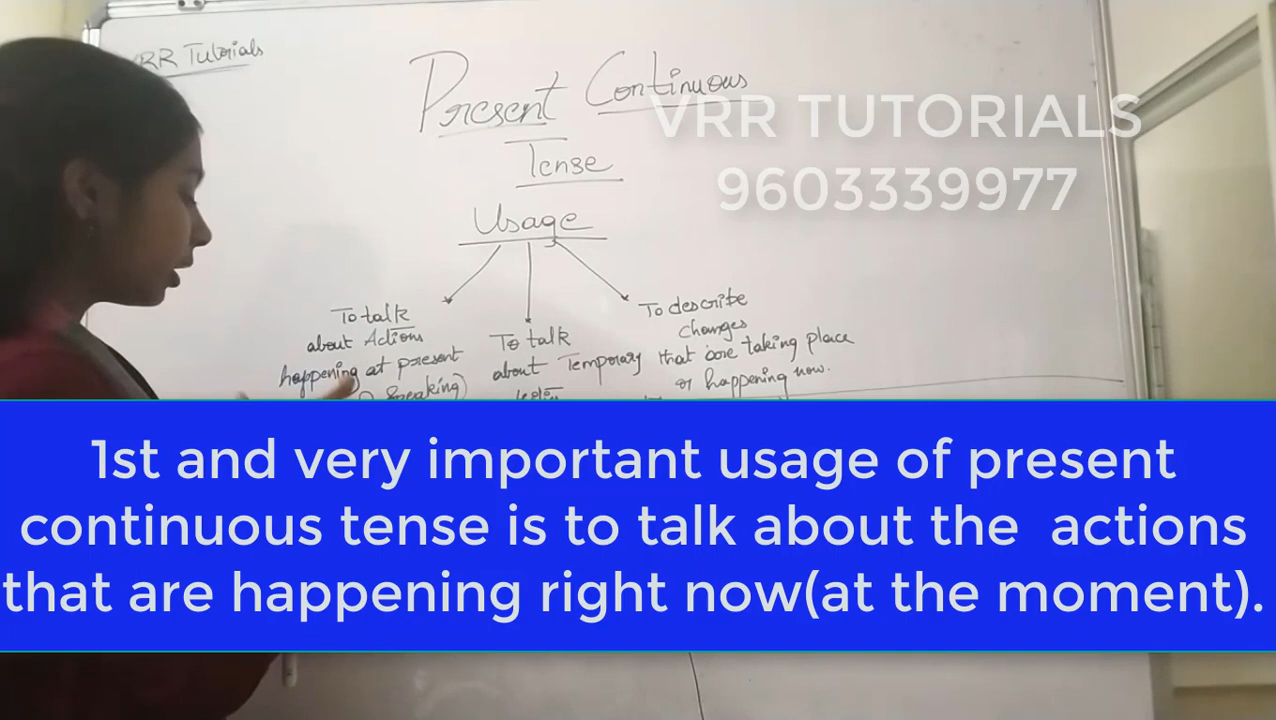 VRR Tutorials
Present Continuous
Tense
VRR TUTORIALS
9603339977
Usage
To talk
about Actions
happening at present
speaking)
To talk
about Temporary
To describe
changes
that are taking place
or happening now.
1st and very important usage of present
continuous tense is to talk about the actions
that are happening right now(at the moment).